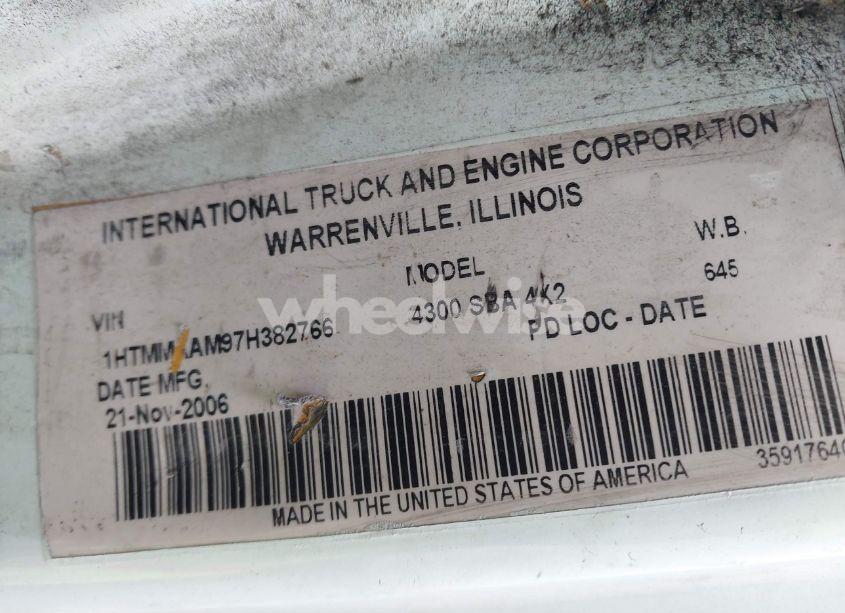 INTERNATIONAL TRUCK AND ENGINE CORPORATION
WARRENVILLE, ILLINOIS
MODEL
W.B.
VIN
4300 SBA 4X2
645
1HTMMAAM97H382766
PD LOC - DATE
DATE MFG.
21-Nov-2006
MADE IN THE UNITED STATES OF AMERICA
wheelwire